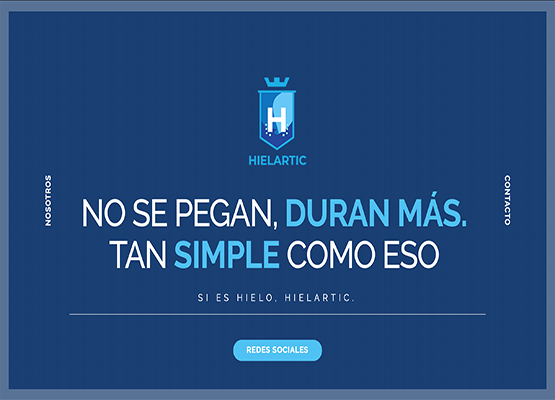 H
HIELARTIC
NOSOTROS
CONTACTO
NO SE PEGAN, DURAN MÁS.
TAN SIMPLE COMO ESO
SI ES HIELO, HIELARTIC.
REDES SOCIALES